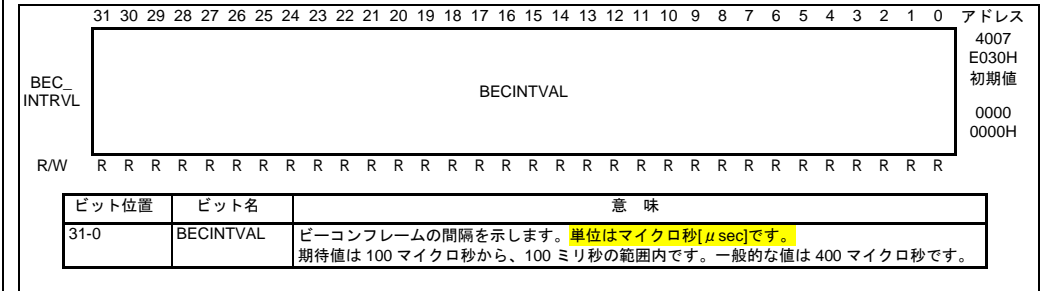 31 30 29 28 27 26 25 24 23 22 21 20 19 18 17 16 15 14 13 12 11 10 9 8 7 6 5 4 3 2 1 0 アドレス
4007
E030H
初期値
0000
0000H
BEC_
INTRVL
BECINTVAL
R/W R R R R R R R R R R R R R R R R R R R R R R R R R R R R R R R R
ビット位置 ビット名 意 味
31-0 BECINTVAL ビーコンフレームの間隔を示します。単位はマイクロ秒[μsec]です。
期待値は 100 マイクロ秒から、100 ミリ秒の範囲内です。一般的な値は 400 マイクロ秒です。